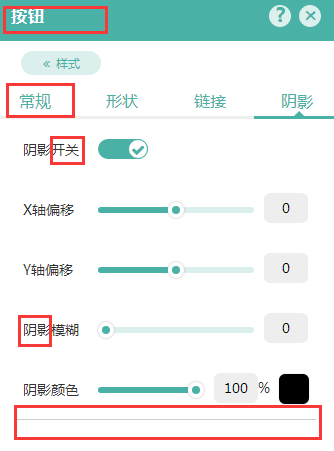 按钮 ? ×
« 样式
常规 形状 链接 阴影
阴影开关
X轴偏移 0
Y轴偏移 0
阴影模糊 0
阴影颜色 100 %